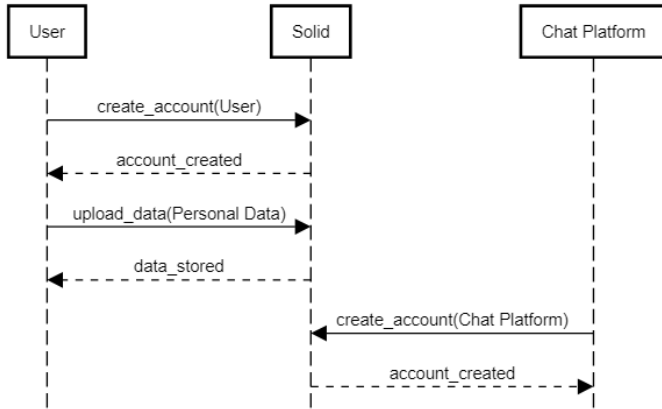 User
Solid
Chat Platform
create_account(User)
account_created
upload_data(Personal Data)
data_stored
create_account(Chat Platform)
account_created